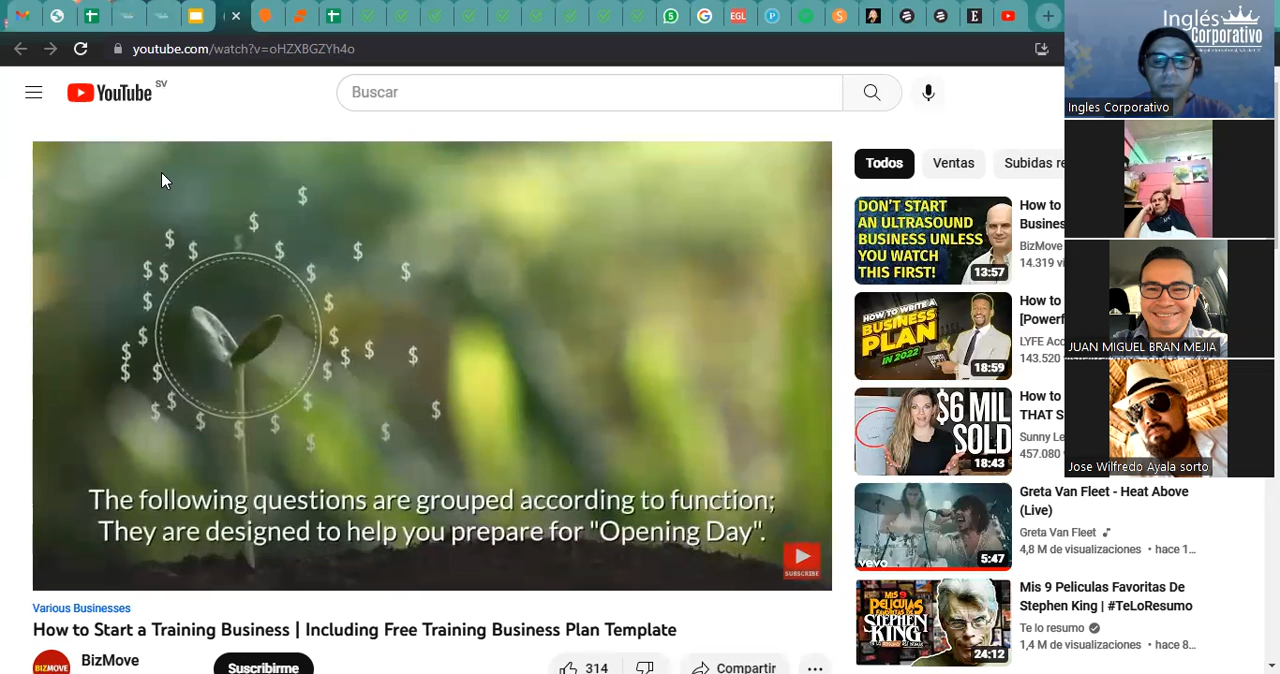 youtube.com/watch?v=oHZXBGZYh4o
YouTube SV
Buscar
The following questions are grouped according to function;
They are designed to help you prepare for "Opening Day".
SUBSCRIBE
Various Businesses
How to Start a Training Business | Including Free Training Business Plan Template
BIZMOVE
BizMove
Suscribirme
314
Compartir
Todos
Ventas
Subidas re
DON'T START
AN ULTRASOUND
BUSINESS UNLESS
YOU WATCH
THIS FIRST!
13:57
How to
Business
BizMove
14.319 vi
HOW TO WRITE A
BUSINESS
PLAN
IN 2022
18:59
How to
[Powerf
LYFE Acc
143.520
$6 MIL
SOLD
18:43
How to
THAT S
Sunny Le
457.080 v
vevo
5:47
Greta Van Fleet - Heat Above
(Live)
Greta Van Fleet
4,8 M de visualizaciones • hace 1...
MIS 9
PELÍCULAS
FAVORITAS DE
STEPHEN
KING
24:12
Mis 9 Peliculas Favoritas De
Stephen King | #TeLoResumo
Te lo resumo
1,4 M de visualizaciones • hace 8...
Inglés
Corporativo
Ingles Corporativo
JUAN MIGUEL BRAN MEJIA
Jose Wilfredo Ayala sorto
EGL